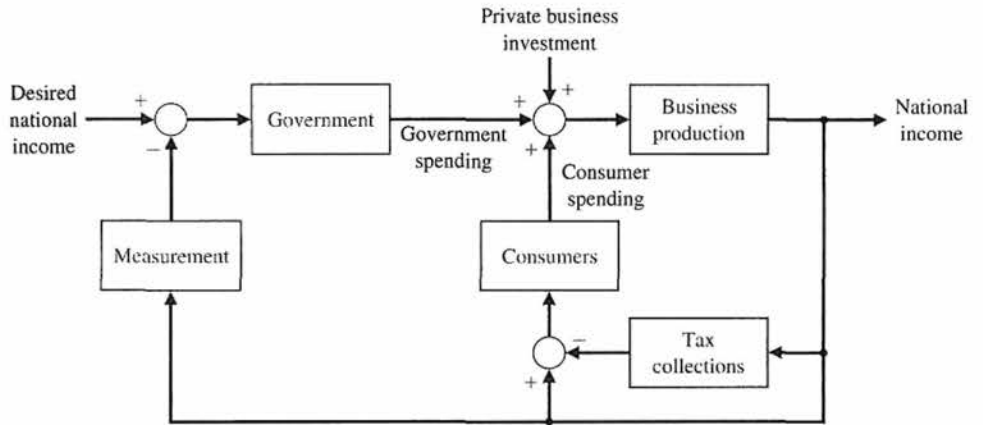 Private business
investment
Desired
national
income
+
−
Government
Government
spending
+
+
+
Business
production
National
income
Consumer
spending
Measurement
Consumers
Tax
collections
−
+